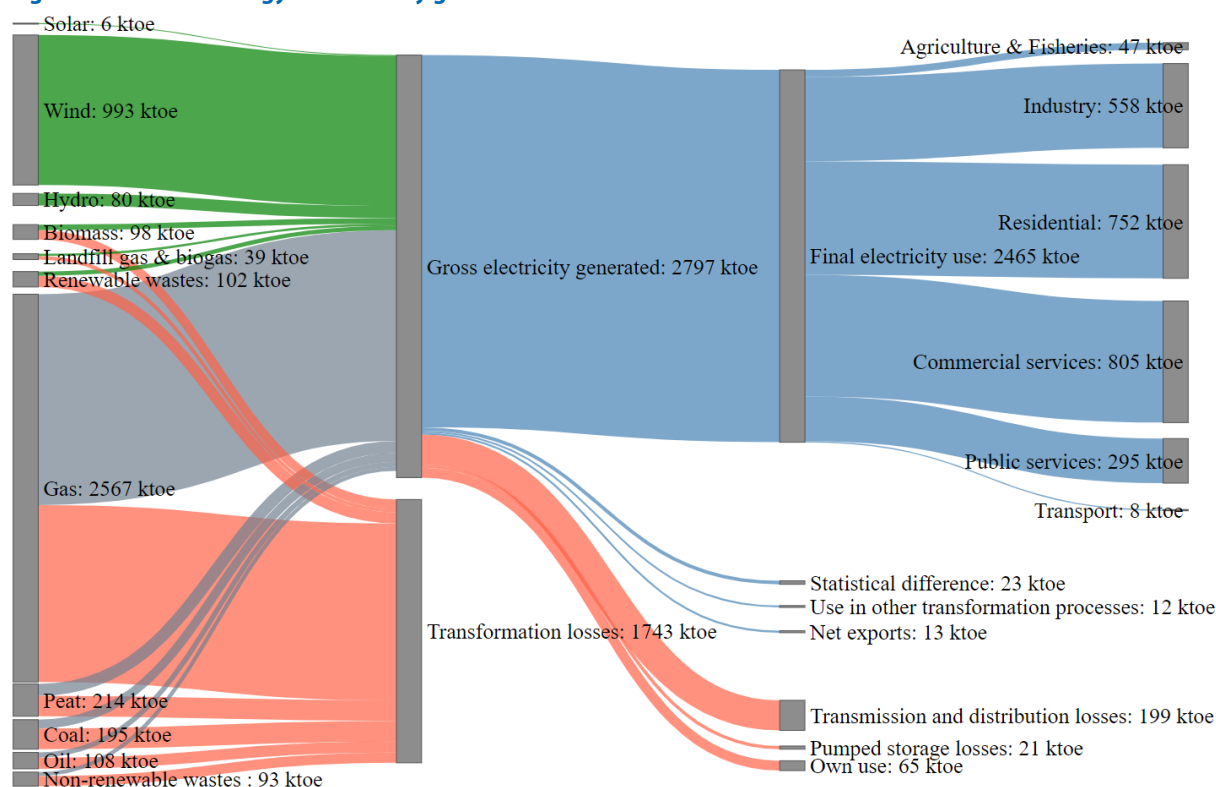 Solar: 6 ktoe
Wind: 993 ktoe
Hydro: 80 ktoe
Biomass: 98 ktoe
Landfill gas & biogas: 39 ktoe
Renewable wastes: 102 ktoe
Gas: 2567 ktoe
Peat: 214 ktoe
Coal: 195 ktoe
Oil: 108 ktoe
Non-renewable wastes : 93 ktoe
Gross electricity generated: 2797 ktoe
Transformation losses: 1743 ktoe
Final electricity use: 2465 ktoe
Statistical difference: 23 ktoe
Use in other transformation processes: 12 ktoe
Net exports: 13 ktoe
Transmission and distribution losses: 199 ktoe
Pumped storage losses: 21 ktoe
Own use: 65 ktoe
Agriculture & Fisheries: 47 ktoe
Industry: 558 ktoe
Residential: 752 ktoe
Commercial services: 805 ktoe
Public services: 295 ktoe
Transport: 8 ktoe